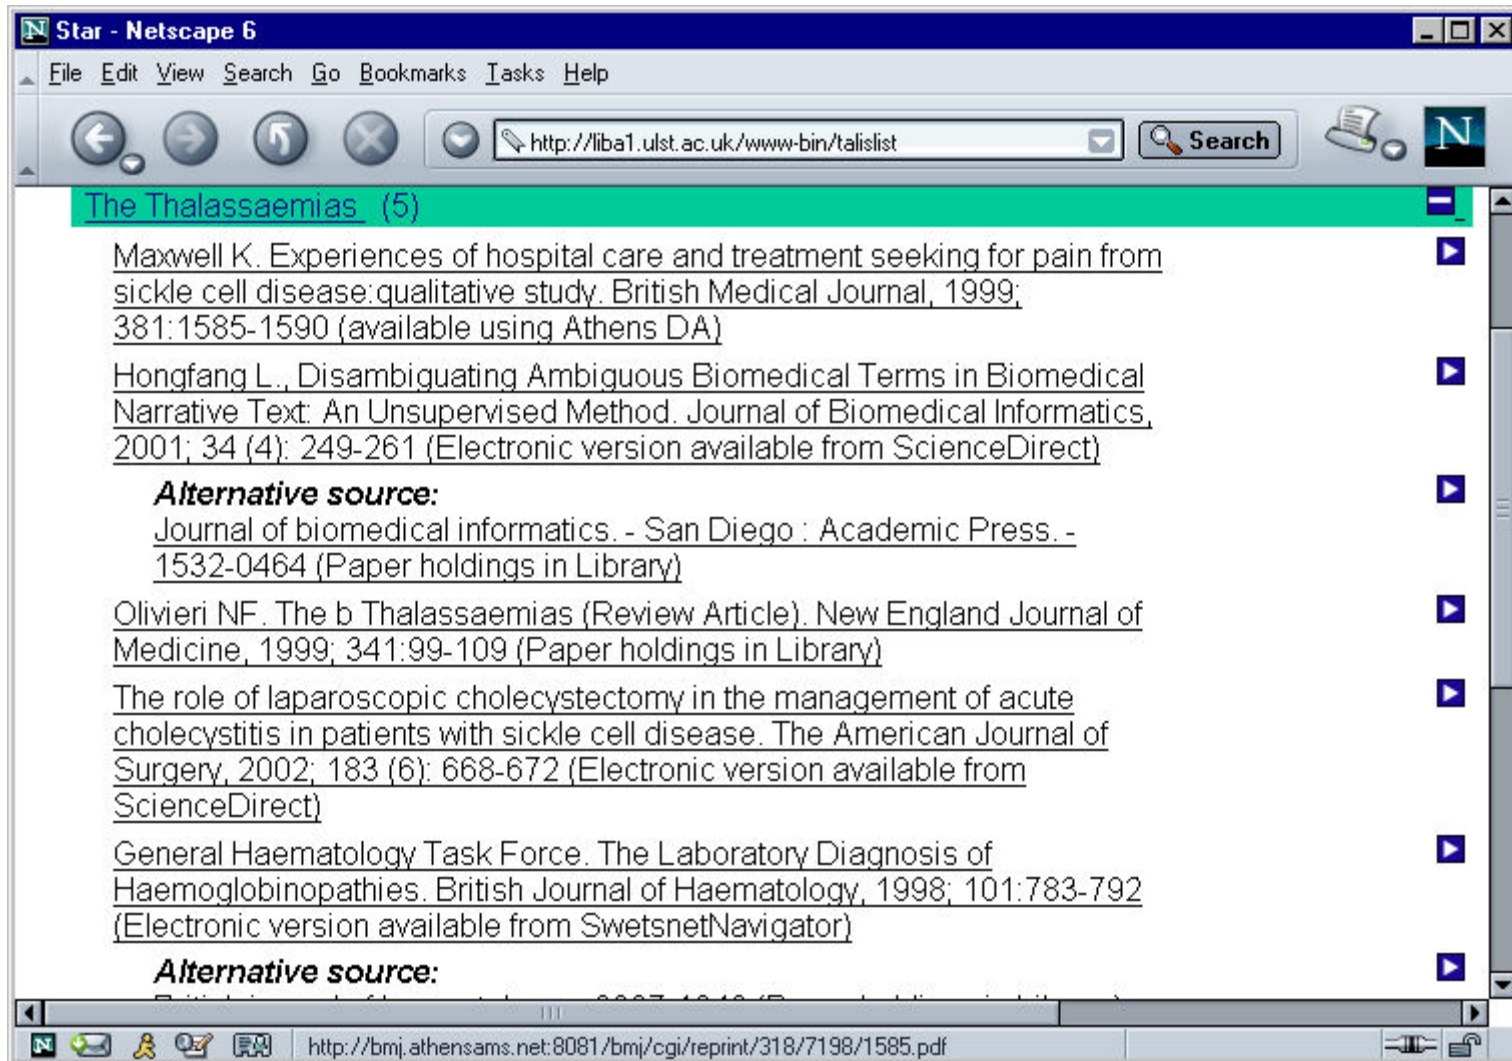 Star - Netscape 6
File Edit View Search Go Bookmarks Tasks Help
http://liba1.ulst.ac.uk/www-bin/talislist
Search
N
The Thalassaemias (5)
Maxwell K. Experiences of hospital care and treatment seeking for pain from
sickle cell disease:qualitative study. British Medical Journal, 1999;
381:1585-1590 (available using Athens DA)
Hongfang L., Disambiguating Ambiguous Biomedical Terms in Biomedical
Narrative Text: An Unsupervised Method. Journal of Biomedical Informatics,
2001; 34 (4): 249-261 (Electronic version available from ScienceDirect)
Alternative source:
Journal of biomedical informatics. - San Diego : Academic Press. -
1532-0464 (Paper holdings in Library)
Olivieri NF. The b Thalassaemias (Review Article). New England Journal of
Medicine, 1999; 341:99-109 (Paper holdings in Library)
The role of laparoscopic cholecystectomy in the management of acute
cholecystitis in patients with sickle cell disease. The American Journal of
Surgery, 2002; 183 (6): 668-672 (Electronic version available from
ScienceDirect)
General Haematology Task Force. The Laboratory Diagnosis of
Haemoglobinopathies. British Journal of Haematology, 1998; 101:783-792
(Electronic version available from SwetsnetNavigator)
Alternative source:
http://bmj.athensams.net:8081/bmj/cgi/reprint/318/7198/1585.pdf